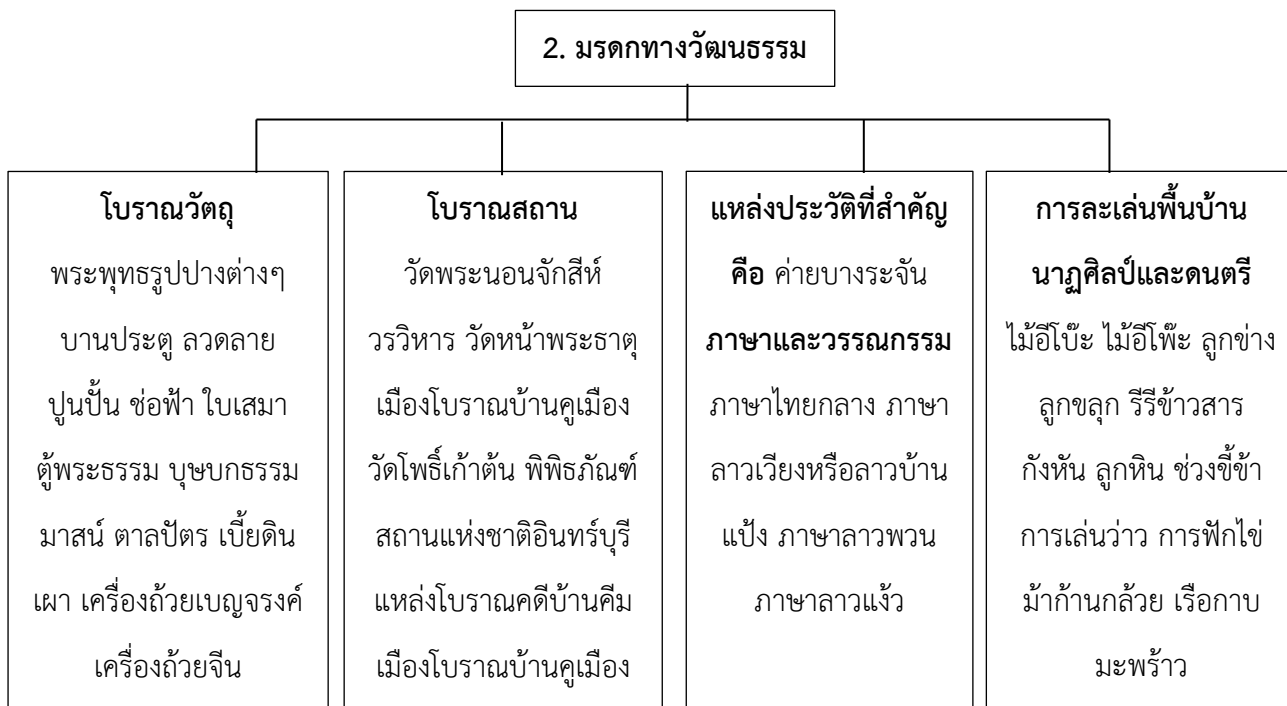 2. มรดกทางวัฒนธรรม
โบราณวัตถุ
พระพุทธรูปปางต่างๆ
บานประตู ลวดลาย
ปูนปั้น ช่อฟ้า ใบเสมา
ตู้พระธรรม บุษบกธรรม
มาสน์ ตาลปัตร เบี้ยดิน
เผา เครื่องถ้วยเบญจรงค์
เครื่องถ้วยจีน
โบราณสถาน
วัดพระนอนจักสีห์
วรวิหาร วัดหน้าพระธาตุ
เมืองโบราณบ้านคูเมือง
วัดโพธิ์เก้าต้น พิพิธภัณฑ์
สถานแห่งชาติอินทร์บุรี
แหล่งโบราณคดีบ้านคีม
เมืองโบราณบ้านคูเมือง
แหล่งประวัติที่สำคัญ
คือ ค่ายบางระจัน
ภาษาและวรรณกรรม
ภาษาไทยกลาง ภาษา
ลาวเวียงหรือลาวบ้าน
แป้ง ภาษาลาวพวน
ภาษาลาวแง้ว
การละเล่นพื้นบ้าน
นาฏศิลป์และดนตรี
ไม้อีโบ๊ะ ไม้อีโพ๊ะ ลูกข่าง
ลูกขลุก รีรีข้าวสาร
กังหัน ลูกหิน ช่วงขี้ข้า
การเล่นว่าว การฟักไข่
ม้าก้านกล้วย เรือกาบ
มะพร้าว